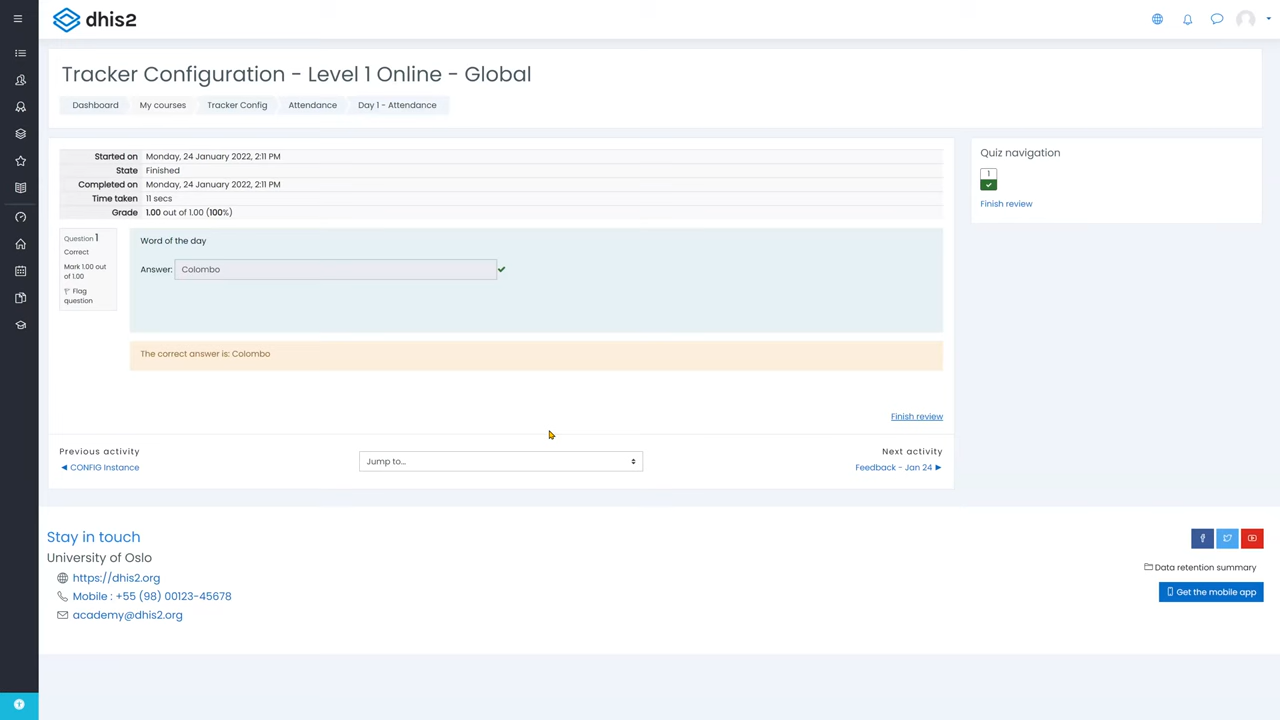 dhis2
Tracker Configuration - Level 1 Online - Global
Dashboard
My courses
Tracker Config
Attendance
Day 1 - Attendance
Started on Monday, 24 January 2022, 2:11 PM
State Finished
Completed on Monday, 24 January 2022, 2:11 PM
Time taken 11 secs
Grade 1.00 out of 1.00 (100%)
Question 1
Correct
Mark 1.00 out
of 1.00
Flag
question
Word of the day
Answer: Colombo
The correct answer is: Colombo
Finish review
Previous activity
◀ CONFIG Instance
Jump to...
Next activity
Feedback - Jan 24 ▶
Quiz navigation
1
Finish review
Stay in touch
University of Oslo
https://dhis2.org
Mobile : +55 (98) 00123-45678
academy@dhis2.org
Data retention summary
Get the mobile app